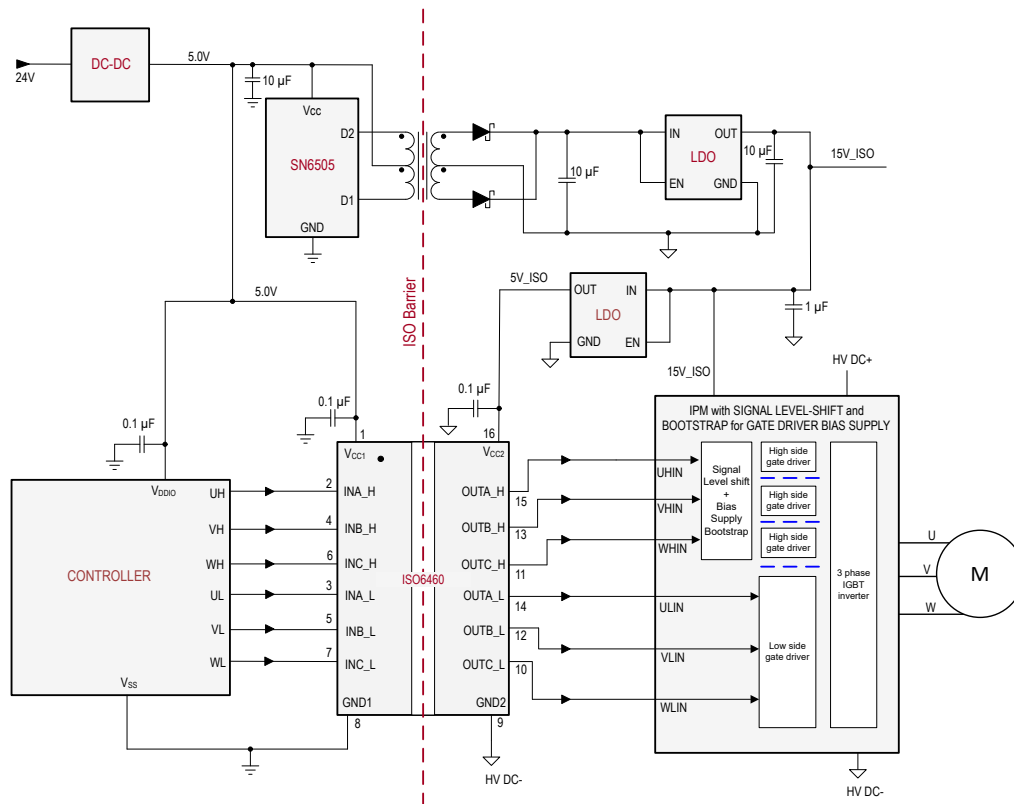 24V
DC-DC
5.0V
10 µF
Vcc
D2
SN6505
D1
GND
ISO Barrier
10 µF
IN
OUT
LDO
EN
GND
10 µF
15V_ISO
5.0V
5V_ISO
OUT
IN
LDO
GND
EN
1 µF
15V_ISO
HV DC+
0.1 µF
0.1 µF
0.1 µF
1
16
VCC1
VCC2
VDDIO
CONTROLLER
UH
VH
WH
UL
VL
WL
VSS
2
4
6
3
5
7
INA_H
INB_H
INC_H
INA_L
INB_L
INC_L
GND1
8
ISO6460
OUTA_H
OUTB_H
OUTC_H
OUTA_L
OUTB_L
OUTC_L
GND2
9
15
13
11
14
12
10
HV DC-
IPM with SIGNAL LEVEL-SHIFT and
BOOTSTRAP for GATE DRIVER BIAS SUPPLY
UHIN
VHIN
WHIN
ULIN
VLIN
WLIN
Signal
Level shift
+
Bias
Supply
Bootstrap
High side
gate driver
High side
gate driver
High side
gate driver
Low side
gate driver
3 phase
IGBT
inverter
U
V
W
M
HV DC-